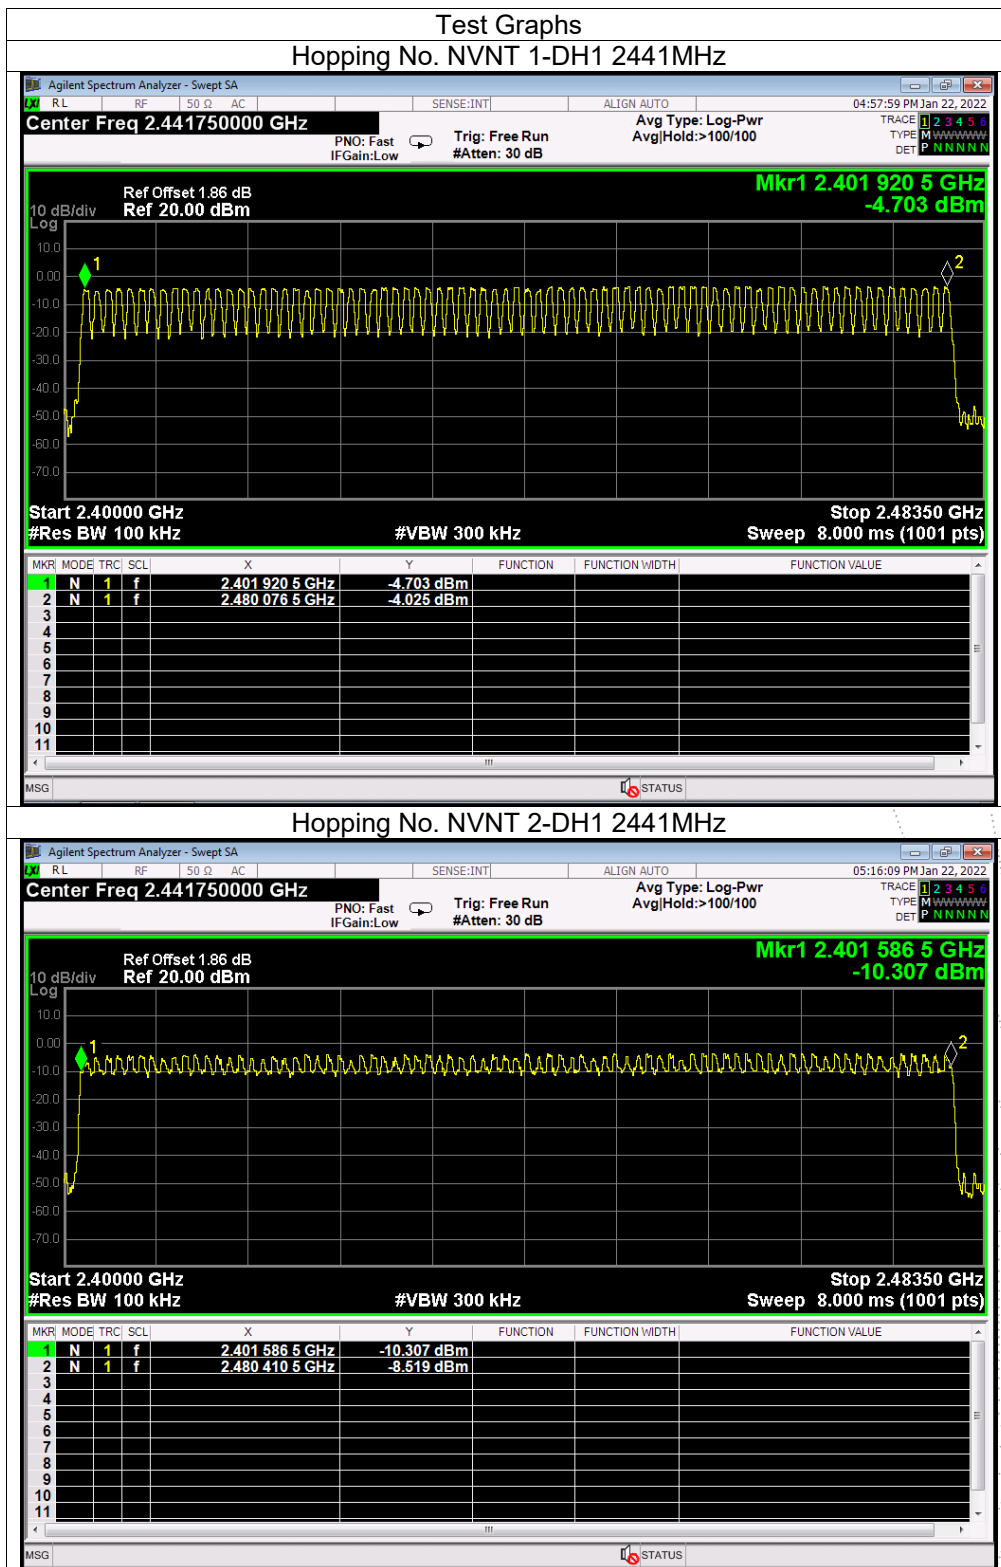 Test Graphs
Hopping No. NVNT 1-DH1 2441MHz
Agilent Spectrum Analyzer - Swept SA
LXI RL RF 50 Ω AC SENSE:INT ALIGN AUTO 04:57:59 PM Jan 22, 2022
Center Freq 2.441750000 GHz Avg Type: Log-Pwr TRACE 1 2 3 4 5 6
PNO: Fast Trig: Free Run Avg|Hold:>100/100 TYPE M WWWWW
IFGain:Low #Atten: 30 dB DET P N N N N N
Mkr1 2.401 920 5 GHz
Ref Offset 1.86 dB
10 dB/div Ref 20.00 dBm -4.703 dBm
Log
10.0
1 2
0.00
-10.0
-20.0
-30.0
-40.0
-50.0
-60.0
-70.0
Start 2.40000 GHz Stop 2.48350 GHz
#Res BW 100 kHz #VBW 300 kHz Sweep 8.000 ms (1001 pts)
MKR MODE TRC SCL X Y FUNCTION FUNCTION WIDTH FUNCTION VALUE
1 N 1 f 2.401 920 5 GHz -4.703 dBm
2 N 1 f 2.480 076 5 GHz -4.025 dBm
3
4
5
6
7
8
9
10
11
MSG STATUS
Hopping No. NVNT 2-DH1 2441MHz
Agilent Spectrum Analyzer - Swept SA
LXI RL RF 50 Ω AC SENSE:INT ALIGN AUTO 05:16:09 PM Jan 22, 2022
Center Freq 2.441750000 GHz Avg Type: Log-Pwr TRACE 1 2 3 4 5 6
PNO: Fast Trig: Free Run Avg|Hold:>100/100 TYPE M WWWWW
IFGain:Low #Atten: 30 dB DET P N N N N N
Mkr1 2.401 586 5 GHz
Ref Offset 1.86 dB
10 dB/div Ref 20.00 dBm -10.307 dBm
Log
10.0
0.00
1 2
-10.0
-20.0
-30.0
-40.0
-50.0
-60.0
-70.0
Start 2.40000 GHz Stop 2.48350 GHz
#Res BW 100 kHz #VBW 300 kHz Sweep 8.000 ms (1001 pts)
MKR MODE TRC SCL X Y FUNCTION FUNCTION WIDTH FUNCTION VALUE
1 N 1 f 2.401 586 5 GHz -10.307 dBm
2 N 1 f 2.480 410 5 GHz -8.519 dBm
3
4
5
6
7
8
9
10
11
MSG STATUS